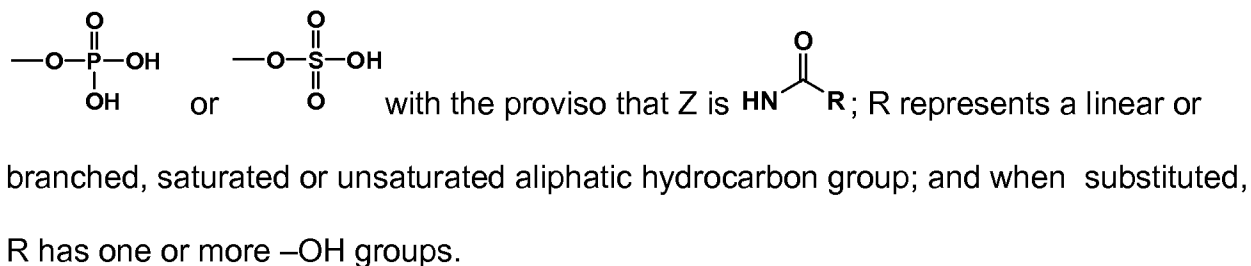 O O
—O—P—OH —O—S—OH O
OH or O with the proviso that Z is HN R ; R represents a linear or
branched, saturated or unsaturated aliphatic hydrocarbon group; and when substituted,
R has one or more –OH groups.